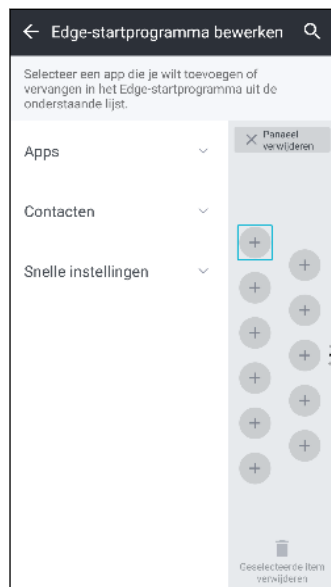 Edge-startprogramma bewerken
Selecteer een app die je wilt toevoegen of
vervangen in het Edge-startprogramma uit de
onderstaande lijst.
Apps
Contacten
Snelle instellingen
Paneel
verwijderen
Geselecteerde item
verwijderen